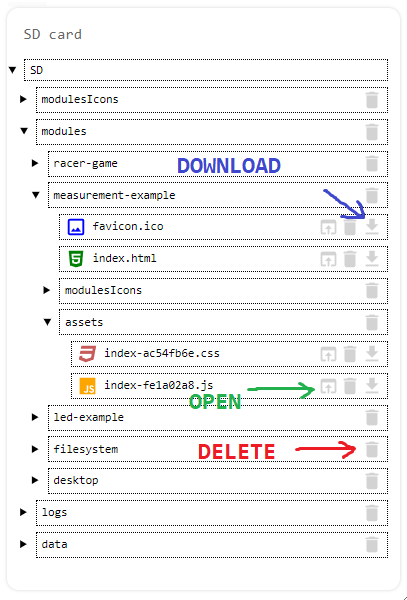 SD card
SD
modulesIcons
modules
racer-game
DOWNLOAD
measurement-example
favicon.ico
index.html
modulesIcons
assets
index-ac54fb6e.css
JS index-fe1a02a8.js
OPEN
led-example
filesystem
DELETE
desktop
logs
data